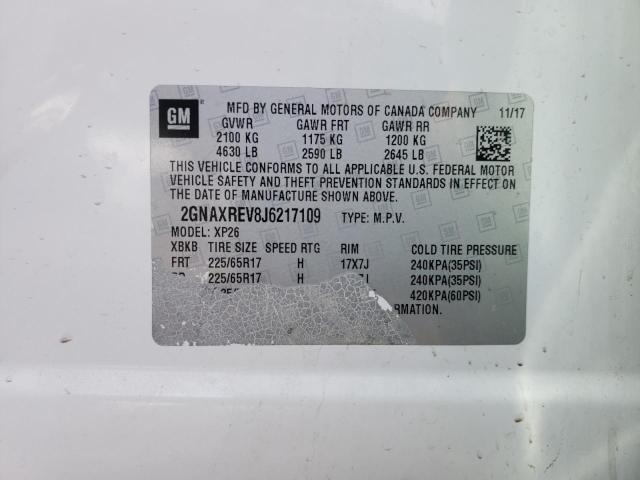 GM
MFD BY GENERAL MOTORS OF CANADA COMPANY 11/17
GVWR GAWR FRT GAWR RR
2100 KG 1175 KG 1200 KG
4630 LB 2590 LB 2645 LB
THIS VEHICLE CONFORMS TO ALL APPLICABLE U.S. FEDERAL MOTOR
VEHICLE SAFETY AND THEFT PREVENTION STANDARDS IN EFFECT ON
THE DATE OF MANUFACTURE SHOWN ABOVE.
2GNAXREV8J6217109 TYPE: M.P.V.
MODEL: XP26
XBKB TIRE SIZE SPEED RTG RIM COLD TIRE PRESSURE
FRT 225/65R17 H 17X7J 240KPA(35PSI)
225/65R17 H 240KPA(35PSI)
420KPA(60PSI)